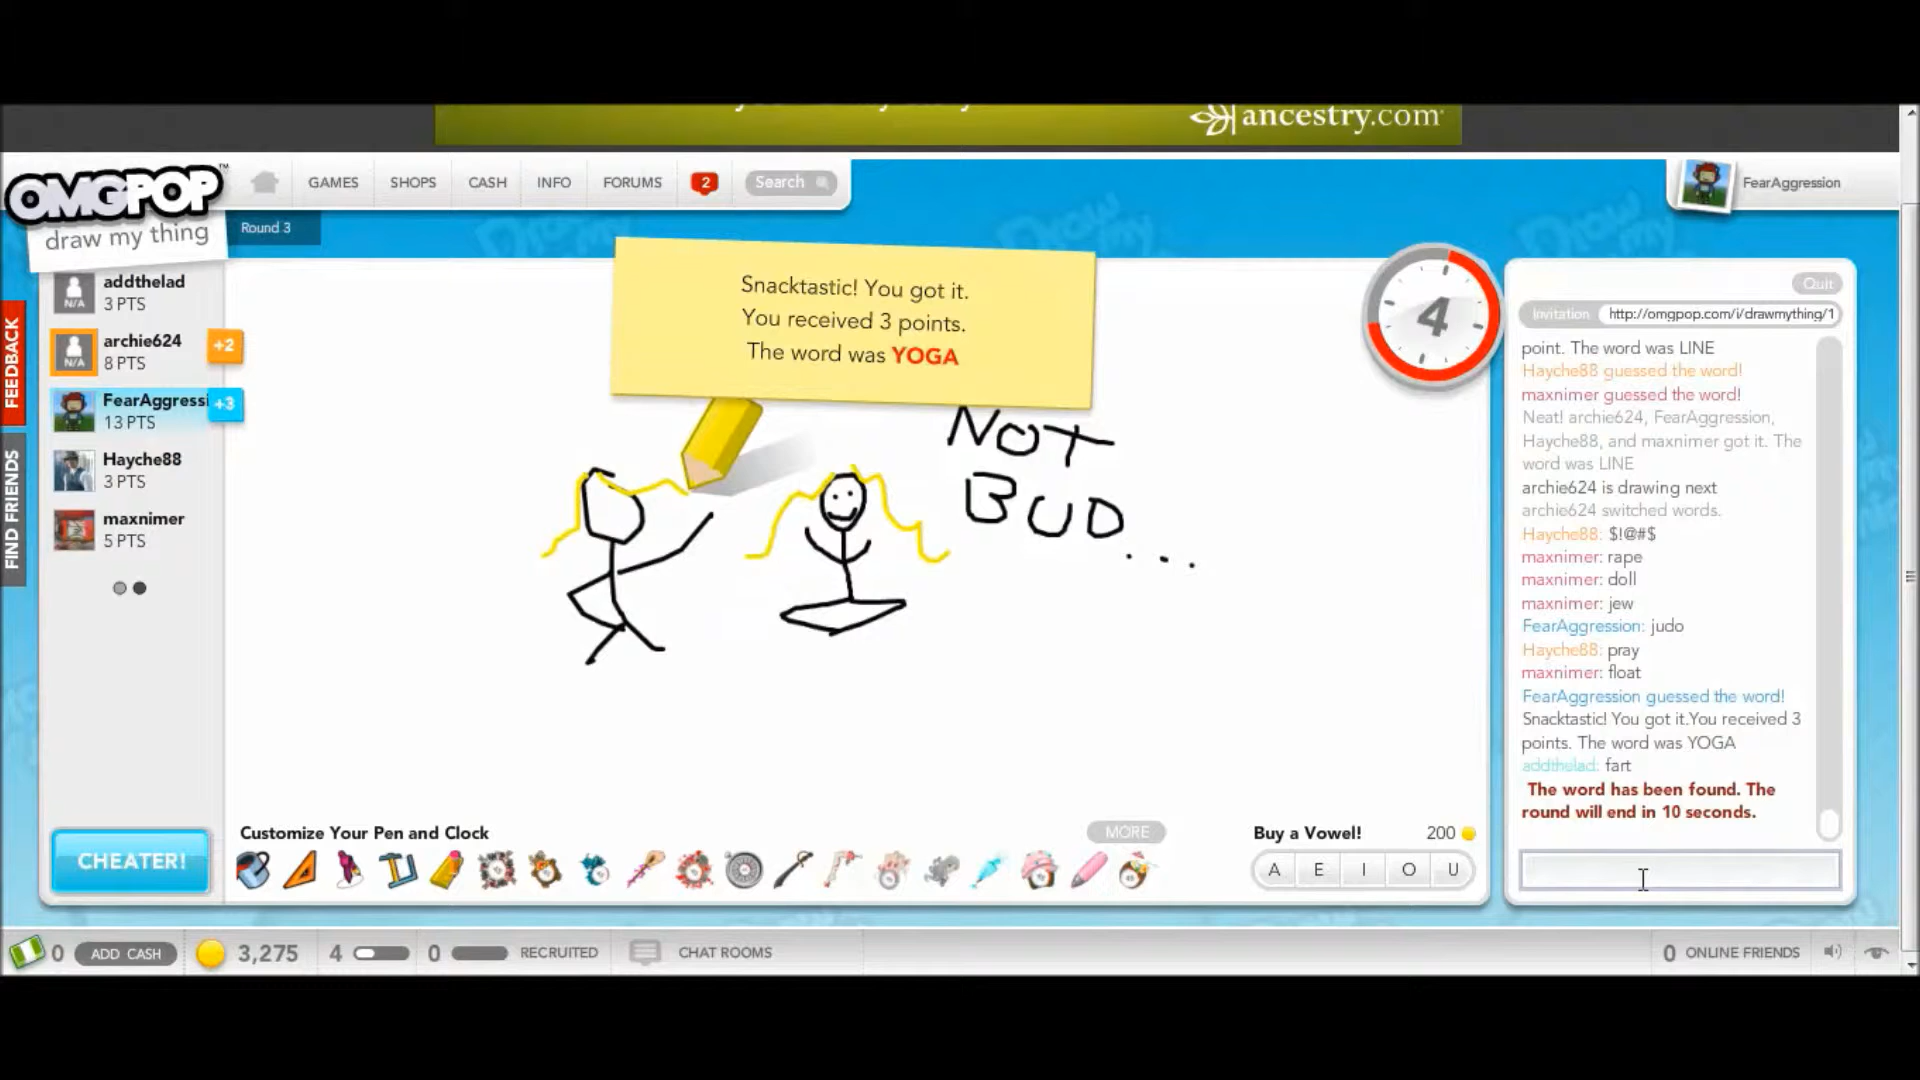 ancestry.com
OMGPOP™
draw my thing
GAMES SHOPS CASH INFO FORUMS 2 Search
FearAggression
Round 3
FEEDBACK
FIND FRIENDS
addthelad
3 PTS
archie624
8 PTS
+2
FearAggressi
13 PTS
+3
Hayche88
3 PTS
maxnimer
5 PTS
N/A
N/A
CHEATER!
Snacktastic! You got it.
You received 3 points.
The word was YOGA
NOT
BUD...
4
Customize Your Pen and Clock
MORE
Buy a Vowel! 200
A E I O U
Quit
Invitation http://omgpop.com/i/drawmything/1
point. The word was LINE
Hayche88 guessed the word!
maxnimer guessed the word!
Neat! archie624, FearAggression,
Hayche88, and maxnimer got it. The
word was LINE
archie624 is drawing next
archie624 switched words.
Hayche88: $!@#$
maxnimer: rape
maxnimer: doll
maxnimer: jew
FearAggression: judo
Hayche88: pray
maxnimer: float
FearAggression guessed the word!
Snacktastic! You got it.You received 3
points. The word was YOGA
addthelad: fart
The word has been found. The
round will end in 10 seconds.
0 ADD CASH 3,275 4 0 RECRUITED CHAT ROOMS 0 ONLINE FRIENDS